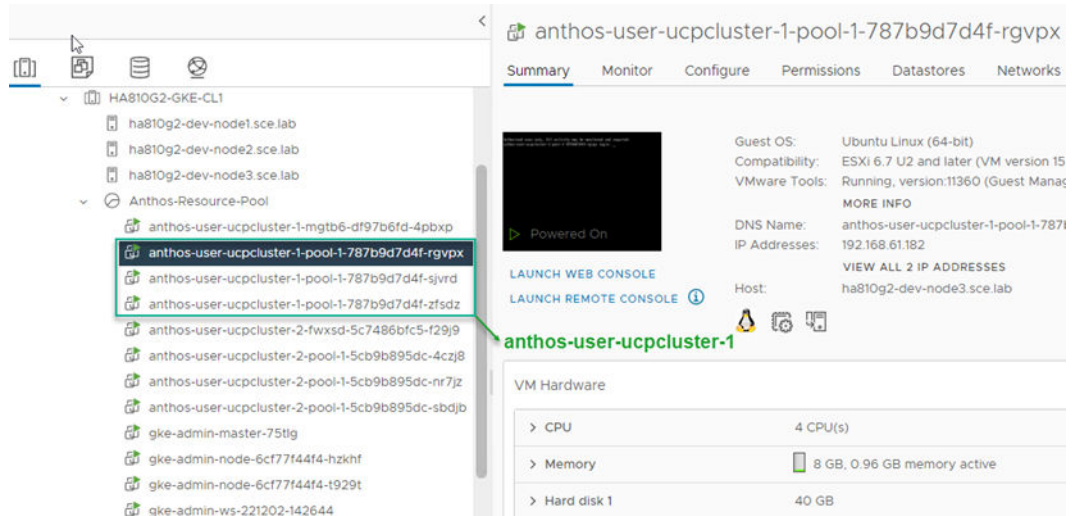 anthos-user-ucpcluster-1-pool-1-787b9d7d4f-rgvpx
Summary Monitor Configure Permissions Datastores Networks
HA810G2-GKE-CL1
ha810g2-dev-node1.sce.lab
ha810g2-dev-node2.sce.lab
ha810g2-dev-node3.sce.lab
Anthos-Resource-Pool
anthos-user-ucpcluster-1-mgtb6-df97b6fd-4pbxp
anthos-user-ucpcluster-1-pool-1-787b9d7d4f-rgvpx
anthos-user-ucpcluster-1-pool-1-787b9d7d4f-sjvrd
anthos-user-ucpcluster-1-pool-1-787b9d7d4f-zfsdz
anthos-user-ucpcluster-2-fwxsd-5c7486bfc5-f29j9
anthos-user-ucpcluster-2-pool-1-5cb9b895dc-4czj8
anthos-user-ucpcluster-2-pool-1-5cb9b895dc-nr7jz
anthos-user-ucpcluster-2-pool-1-5cb9b895dc-sbdjb
gke-admin-master-75tlg
gke-admin-node-6cf77f44f4-hzkhf
gke-admin-node-6cf77f44f4-t929t
gke-admin-ws-221202-142644
Powered On
LAUNCH WEB CONSOLE
LAUNCH REMOTE CONSOLE
Guest OS: Ubuntu Linux (64-bit)
Compatibility: ESXi 6.7 U2 and later (VM version 15
VMware Tools: Running, version:11360 (Guest Manag
MORE INFO
DNS Name: anthos-user-ucpcluster-1-pool-1-787b
IP Addresses: 192.168.61.182
VIEW ALL 2 IP ADDRESSES
Host: ha810g2-dev-node3.sce.lab
anthos-user-ucpcluster-1
VM Hardware
CPU 4 CPU(s)
Memory 8 GB, 0.96 GB memory active
Hard disk 1 40 GB